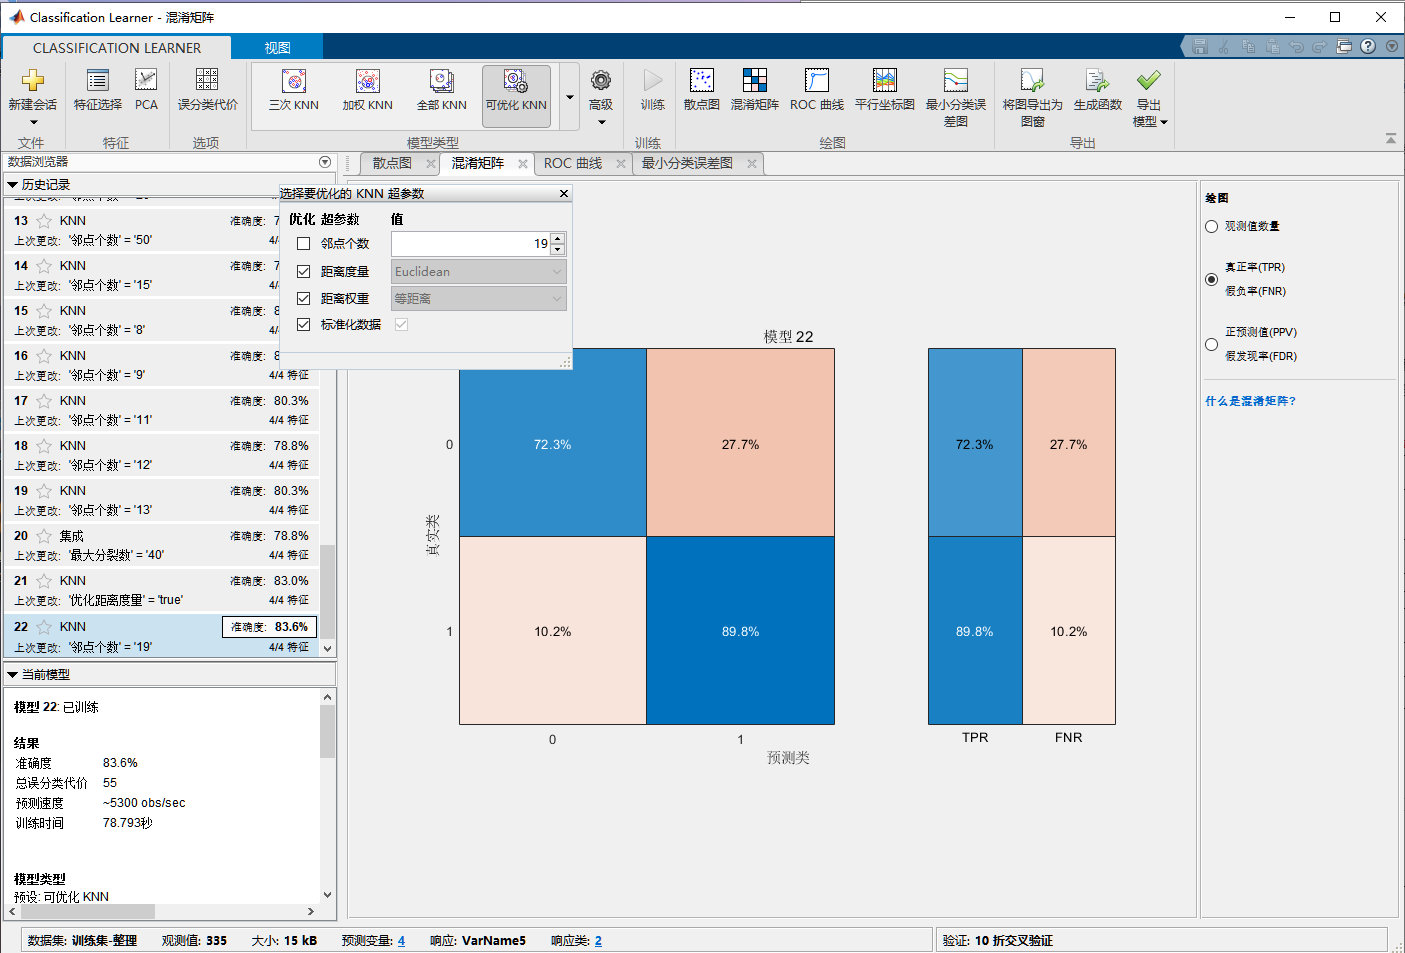 Classification Learner - 混淆矩阵
CLASSIFICATION LEARNER
视图
新建会话
特征选择
PCA
误分类代价
三次 KNN
加权 KNN
全部 KNN
可优化 KNN
高级
训练
散点图
混淆矩阵
ROC 曲线
平行坐标图
最小分类误
差图
将图导出为
图窗
生成函数
导出
模型
文件
特征
选项
模型类型
训练
绘图
导出
数据浏览器
历史记录
13 KNN 准确度: 7
上次更改: '邻点个数' = '50' 4/4
14 KNN 准确度: 7
上次更改: '邻点个数' = '15' 4/4
15 KNN 准确度: 8
上次更改: '邻点个数' = '8' 4/4
16 KNN 准确度: 8
上次更改: '邻点个数' = '9' 4/4 特征
17 KNN 准确度: 80.3%
上次更改: '邻点个数' = '11' 4/4 特征
18 KNN 准确度: 78.8%
上次更改: '邻点个数' = '12' 4/4 特征
19 KNN 准确度: 80.3%
上次更改: '邻点个数' = '13' 4/4 特征
20 集成 准确度: 78.8%
上次更改: '最大分裂数' = '40' 4/4 特征
21 KNN 准确度: 83.0%
上次更改: '优化距离度量' = 'true' 4/4 特征
22 KNN 准确度: 83.6%
上次更改: '邻点个数' = '19' 4/4 特征
当前模型
模型 22: 已训练
结果
准确度 83.6%
总误分类代价 55
预测速度 ~5300 obs/sec
训练时间 78.793秒
模型类型
预设: 可优化 KNN
散点图
混淆矩阵
ROC 曲线
最小分类误差图
选择要优化的 KNN 超参数
优化 超参数 值
邻点个数 19
距离度量 Euclidean
距离权重 等距离
标准化数据
模型 22
0
72.3%
27.7%
72.3%
27.7%
真实类
1
10.2%
89.8%
89.8%
10.2%
0
1
TPR
FNR
预测类
绘图
观测值数量
真正率(TPR)
假负率(FNR)
正预测值(PPV)
假发现率(FDR)
什么是混淆矩阵?
数据集: 训练集-整理 观测值: 335 大小: 15 kB 预测变量: 4 响应: VarName5 响应类: 2
验证: 10 折交叉验证